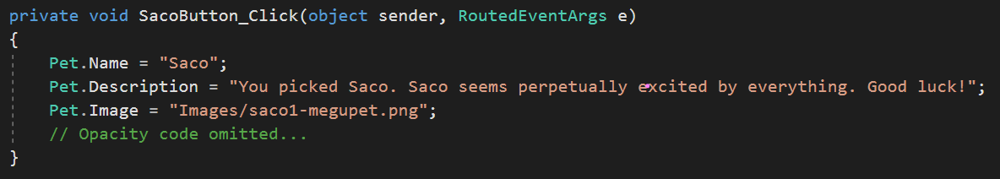 private void SacoButton_Click(object sender, RoutedEventArgs e)
{
    Pet.Name = "Saco";
    Pet.Description = "You picked Saco. Saco seems perpetually excited by everything. Good luck!";
    Pet.Image = "Images/saco1-megupet.png";
    // Opacity code omitted...
}